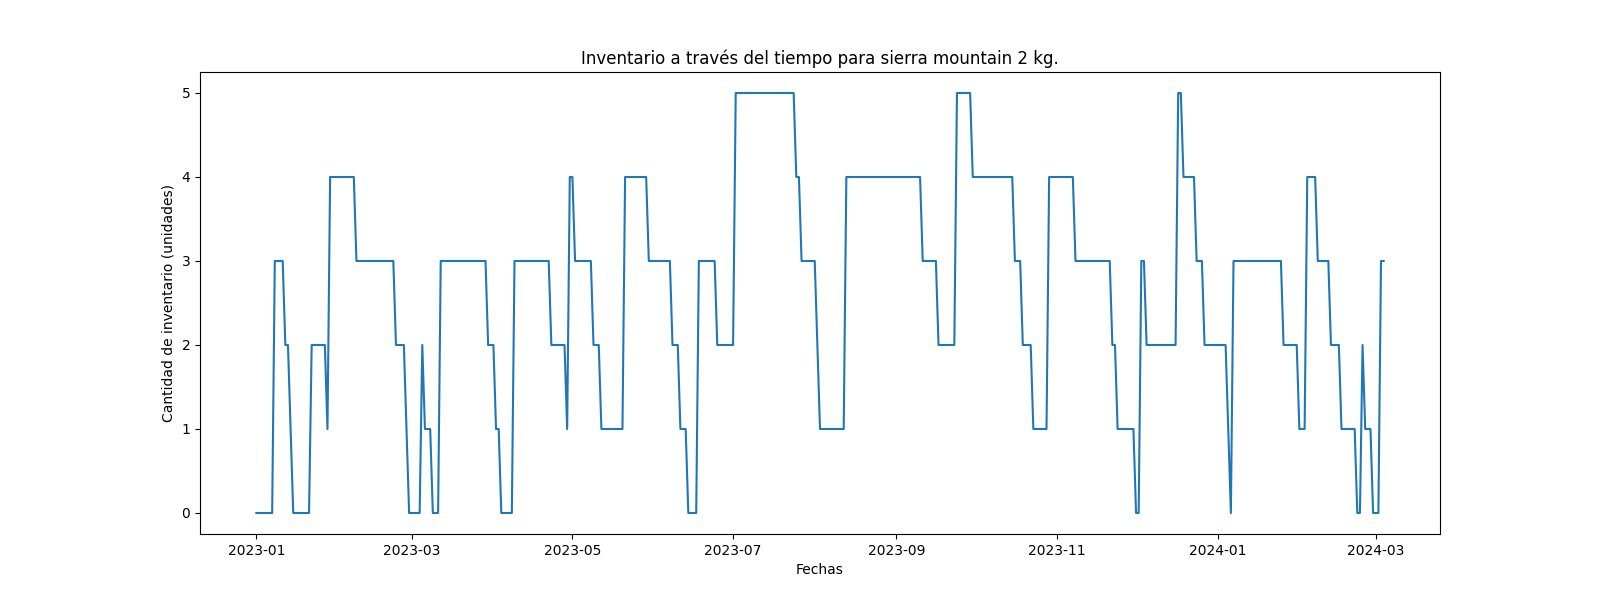 Inventario a través del tiempo para sierra mountain 2 kg.
Cantidad de inventario (unidades)
5
4
3
2
1
0
2023-01 2023-03 2023-05 2023-07 2023-09 2023-11 2024-01 2024-03
Fechas